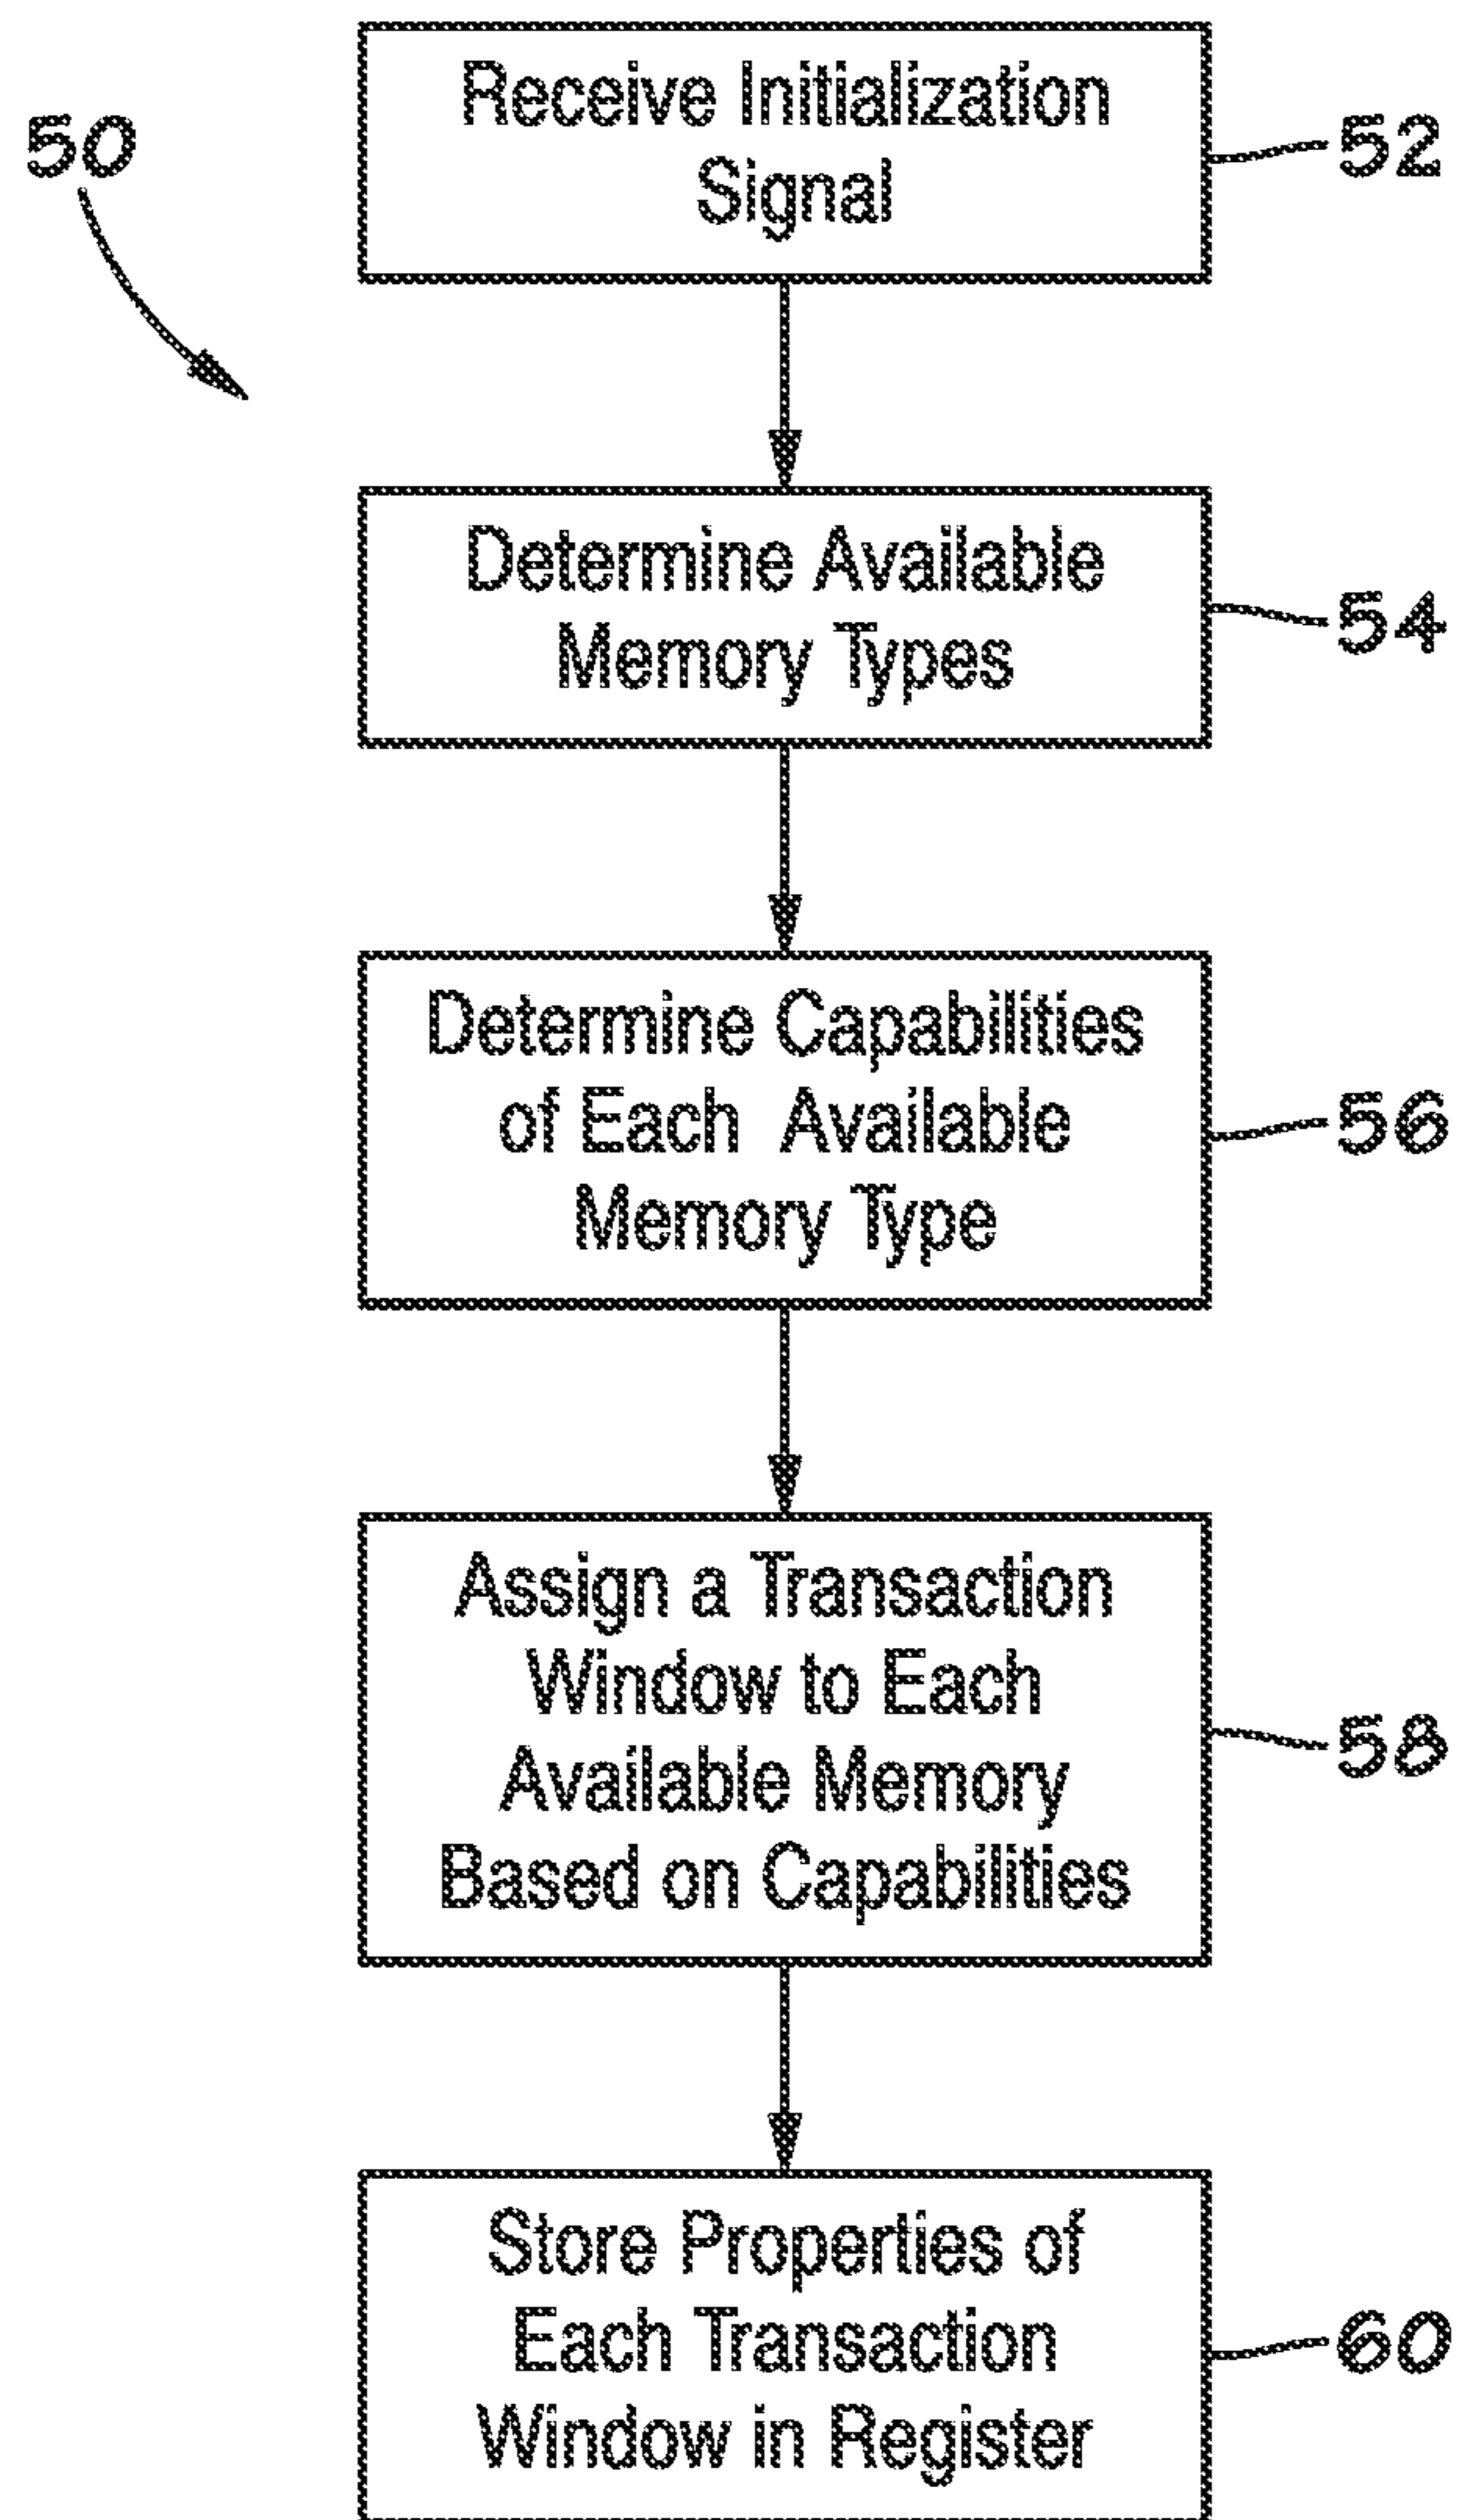 50
Receive Initialization
Signal
52
Determine Available
Memory Types
54
Determine Capabilities
of Each Available
Memory Type
56
Assign a Transaction
Window to Each
Available Memory
Based on Capabilities
58
Store Properties of
Each Transaction
Window in Register
60